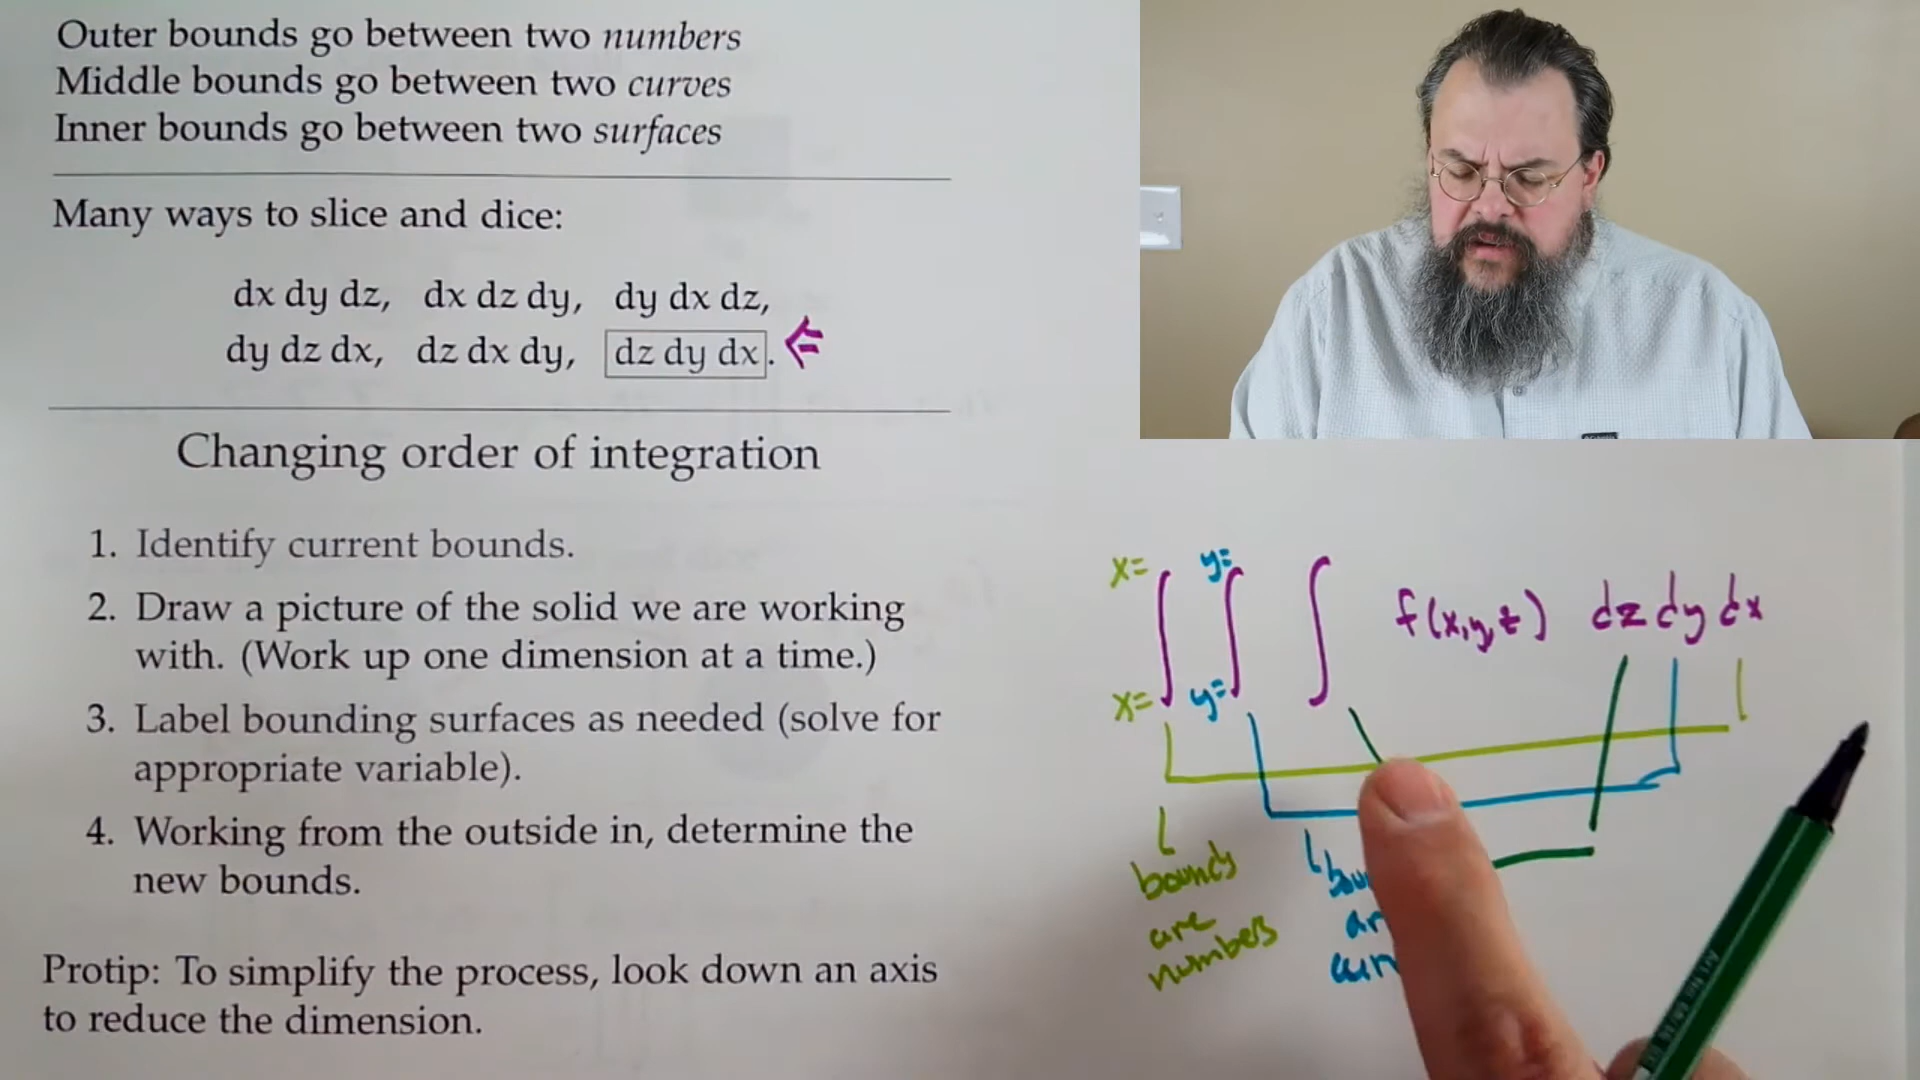 Outer bounds go between two numbers
Middle bounds go between two curves
Inner bounds go between two surfaces
Many ways to slice and dice:
dx dy dz, dx dz dy, dy dx dz,
dy dz dx, dz dx dy, dz dy dx. ⇐
Changing order of integration
1. Identify current bounds.
2. Draw a picture of the solid we are working
with. (Work up one dimension at a time.)
3. Label bounding surfaces as needed (solve for
appropriate variable).
4. Working from the outside in, determine the
new bounds.
Protip: To simplify the process, look down an axis
to reduce the dimension.
x= y=
∫ ∫ ∫ f(x,y,z) dz dy dx
x= y=
bounds
are
numbers